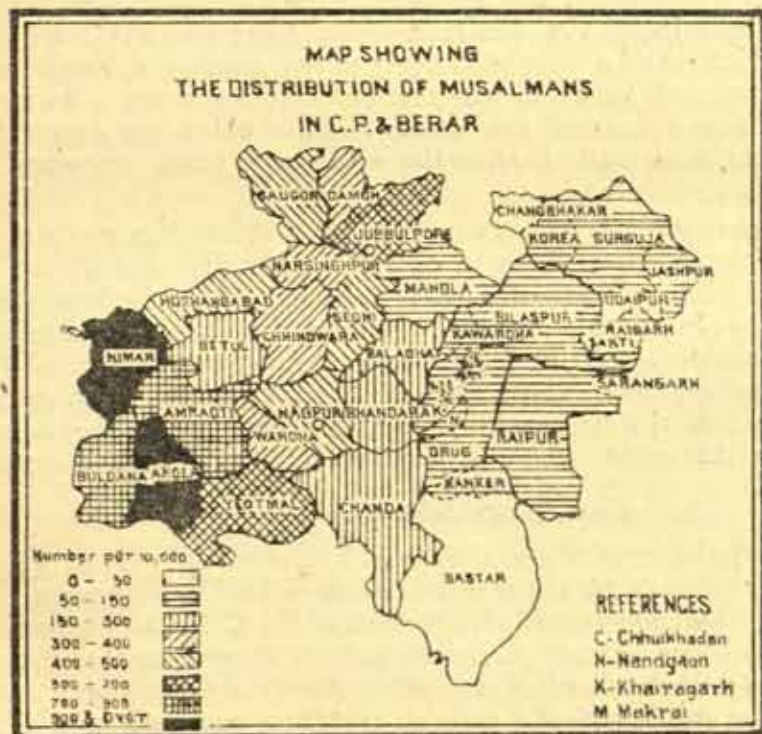 MAP SHOWING
THE DISTRIBUTION OF MUSALMANS
IN C.P. & BERAR
SAUGOR DAMOH
JUBBULPORE
CHANGBHAKAR
KOREA SURGUJA
JASHPUR
NARSINGHPUR
MANDLA
UDAIPUR
HOSHANGABAD
SEONI
BILASPUR
NIMAR
BETUL
CHHINDWARA
KAWARDHA
RAIGARH
BALAGHAT
SAKTI
SARANGARH
AMRAOTI
NAGPUR BHANDARA K
WARDHA
RAIPUR
BULDANA AKOLA
DRUG
YEOTMAL
CHANDA
KANKER
BASTAR
Number per 10,000
0 - 50
50 - 150
150 - 300
300 - 400
400 - 500
500 - 700
700 - 900
900 & Over
REFERENCES
C - Chhuikhadan
N - Nandgaon
K - Khairagarh
M Makrai